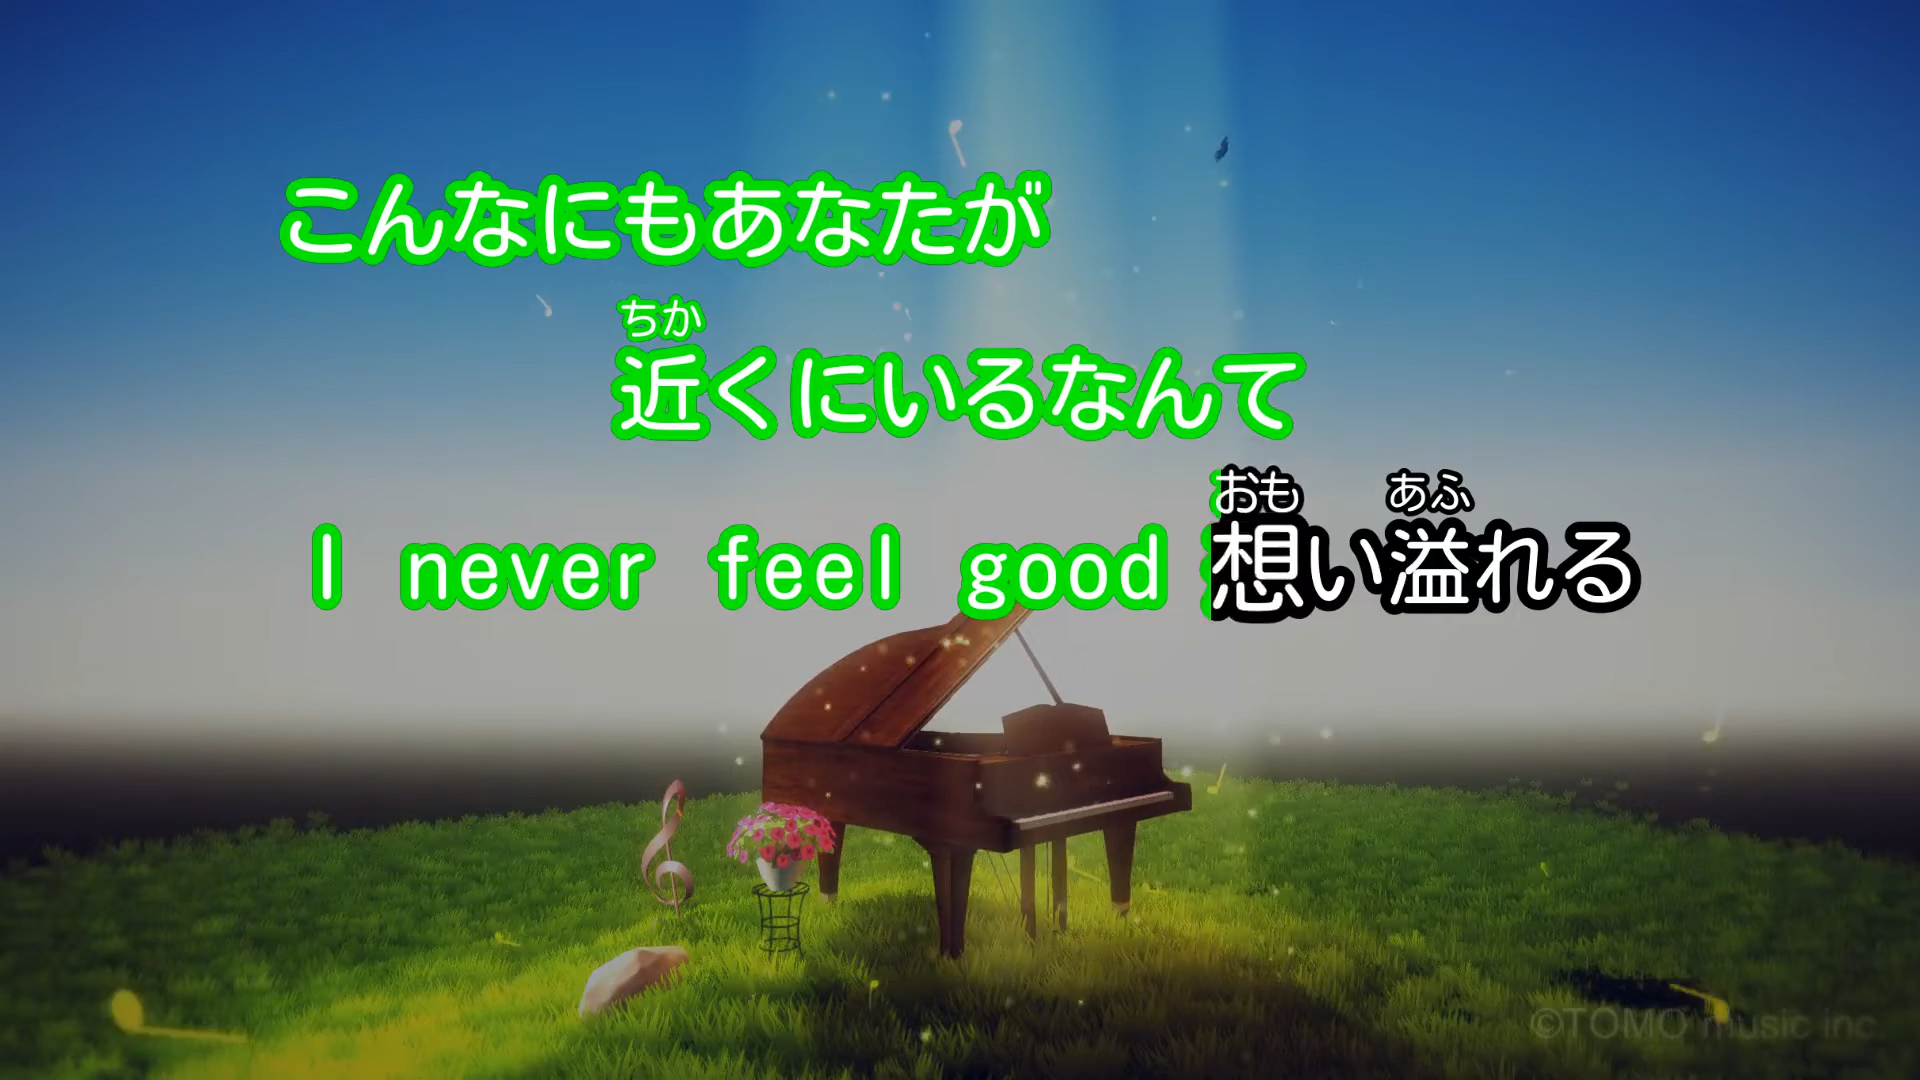 こんなにもあなたが
ちか
近くにいるなんて
おも あふ
I never feel good 想い溢れる
©TOMO music inc